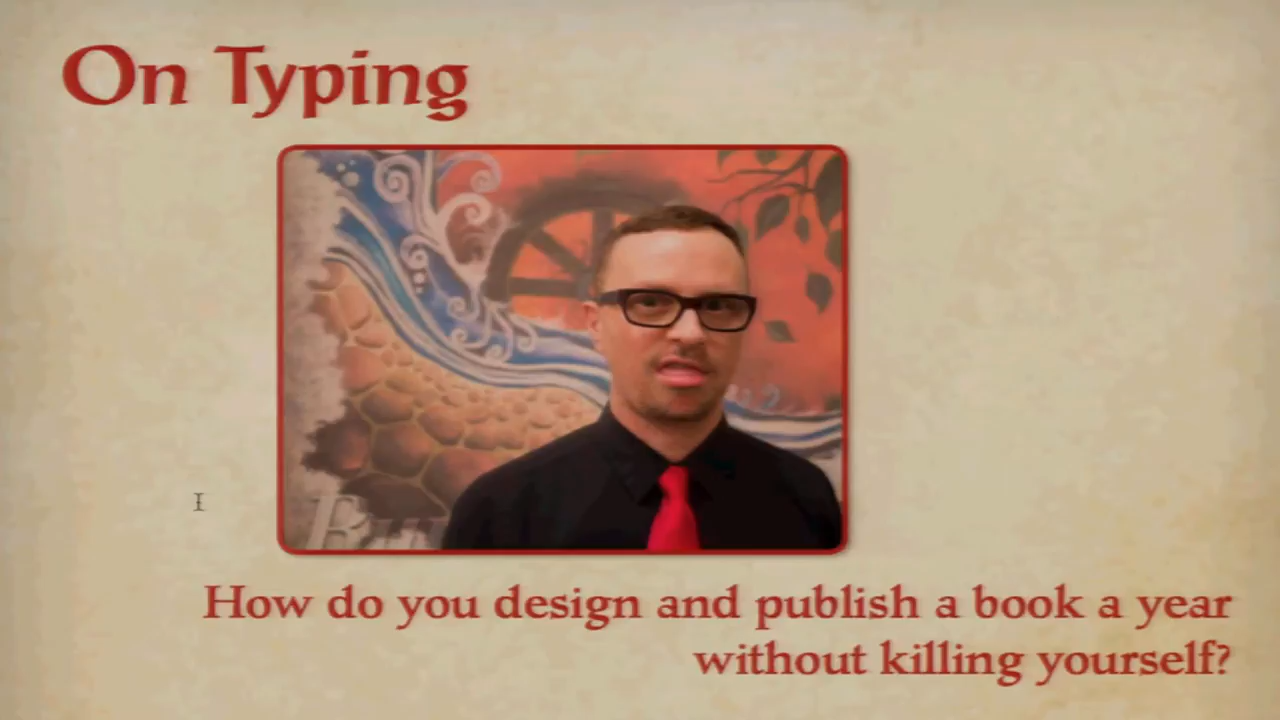 On Typing
How do you design and publish a book a year
without killing yourself?